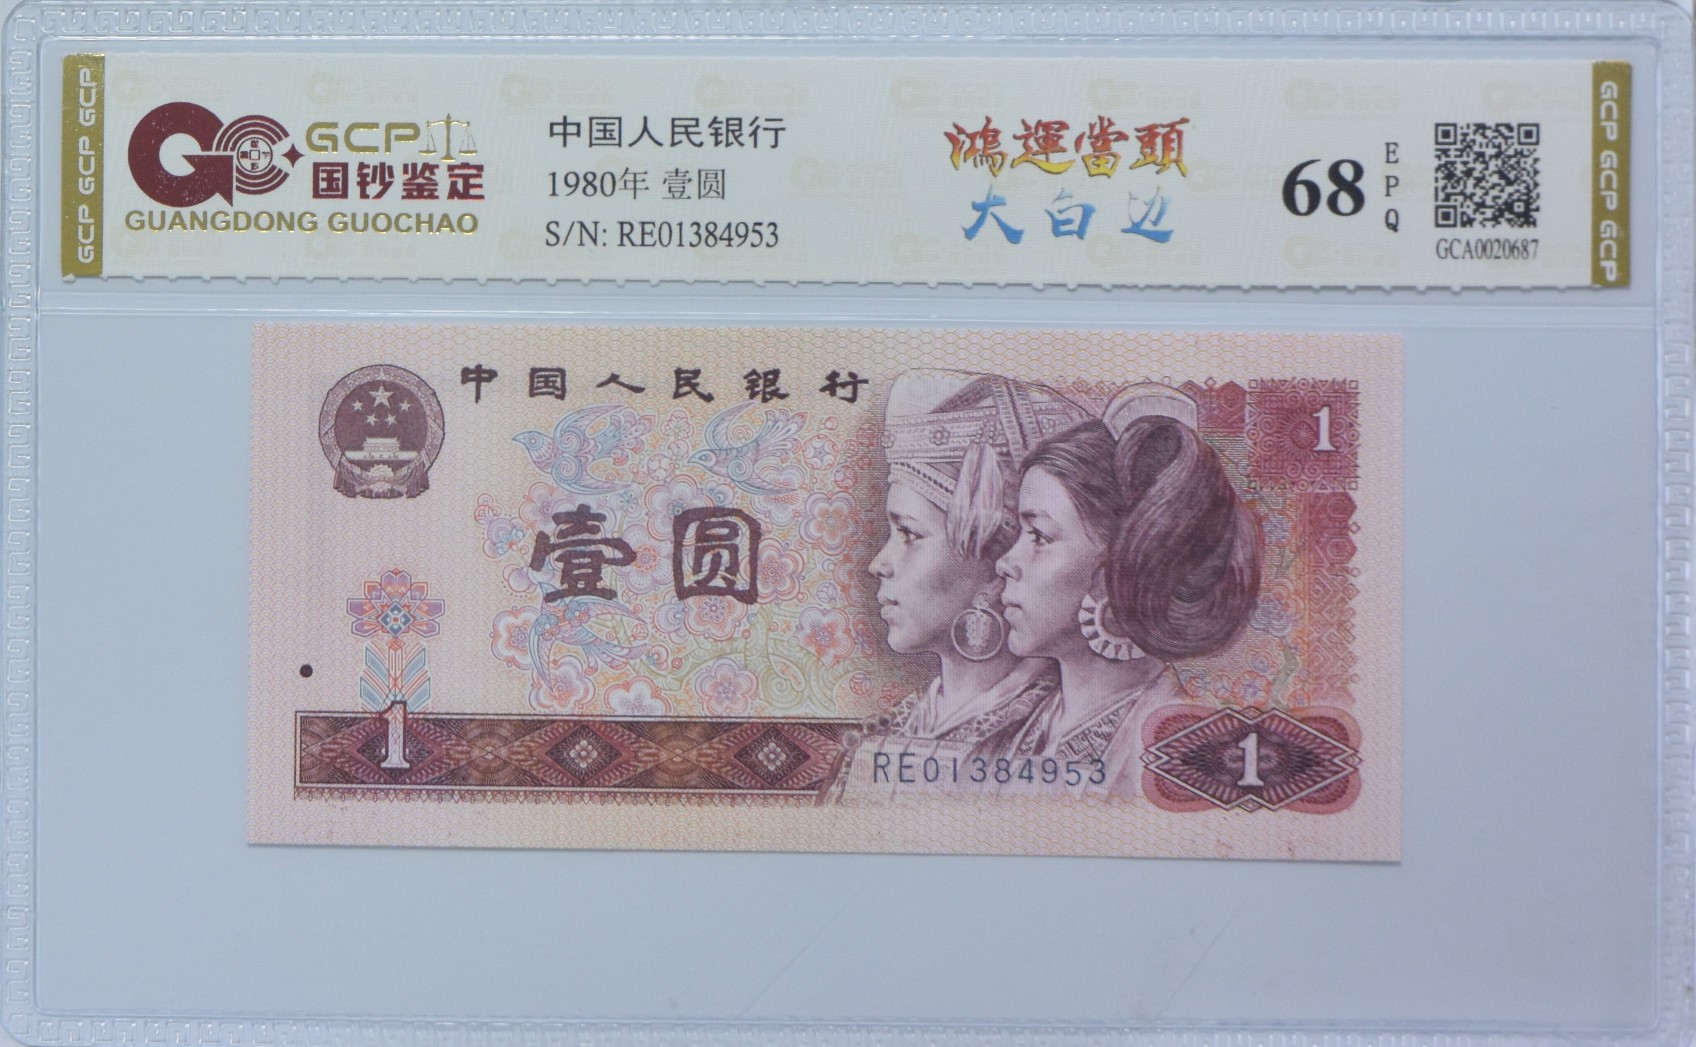 GCP GCP GCP
GCP
国钞鉴定
GUANGDONG GUOCHAO
中国人民银行
1980年 壹圆
S/N: RE01384953
鴻運當頭
大白边
68
EPQ
GCA0020687
GCP GCP GCP
中国人民银行
1
壹圆
1
RE01384953
1